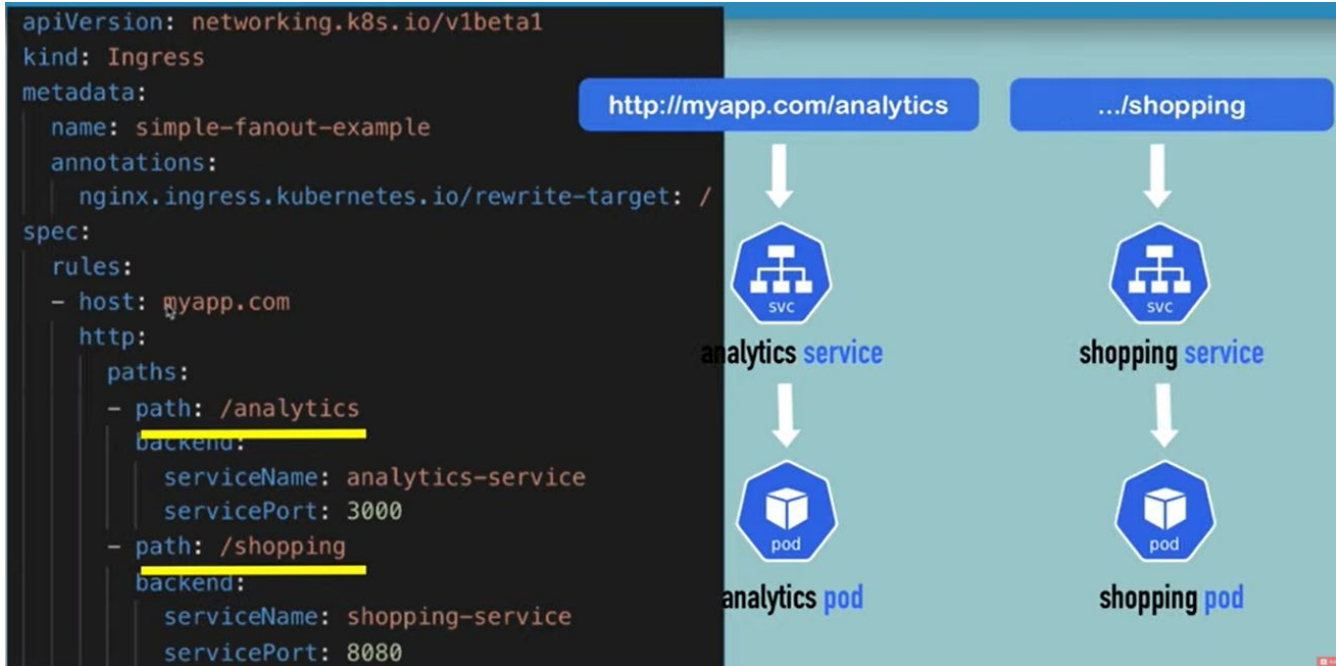 apiVersion: networking.k8s.io/v1beta1
kind: Ingress
metadata:
  name: simple-fanout-example
  annotations:
    nginx.ingress.kubernetes.io/rewrite-target: /
spec:
  rules:
  - host: myapp.com
    http:
      paths:
      - path: /analytics
        backend:
          serviceName: analytics-service
          servicePort: 3000
      - path: /shopping
        backend:
          serviceName: shopping-service
          servicePort: 8080
http://myapp.com/analytics
svc
analytics service
pod
analytics pod
.../shopping
svc
shopping service
pod
shopping pod